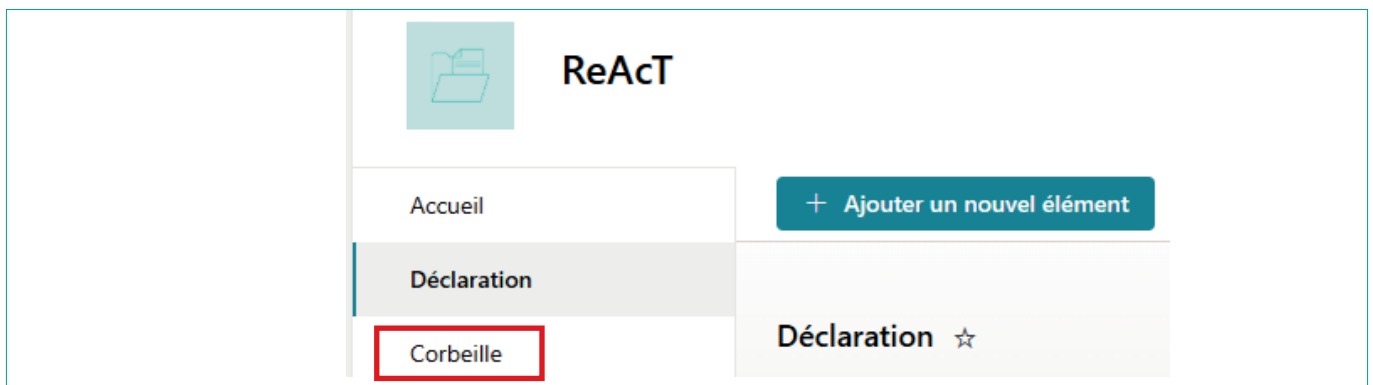 ReAcT
Accueil
+ Ajouter un nouvel élément
Déclaration
Déclaration
Corbeille